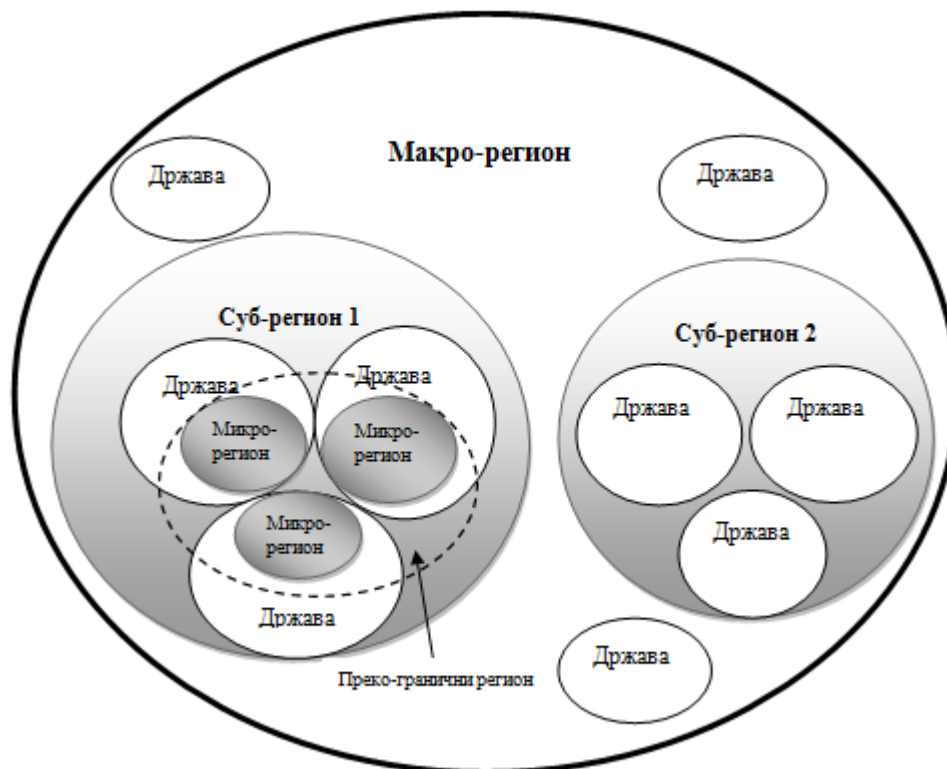 Макро-регион
Држава
Држава
Суб-регион 1
Држава
Држава
Микро-
регион
Микро-
регион
Микро-
регион
Држава
Преко-гранични регион
Суб-регион 2
Држава
Држава
Држава
Држава